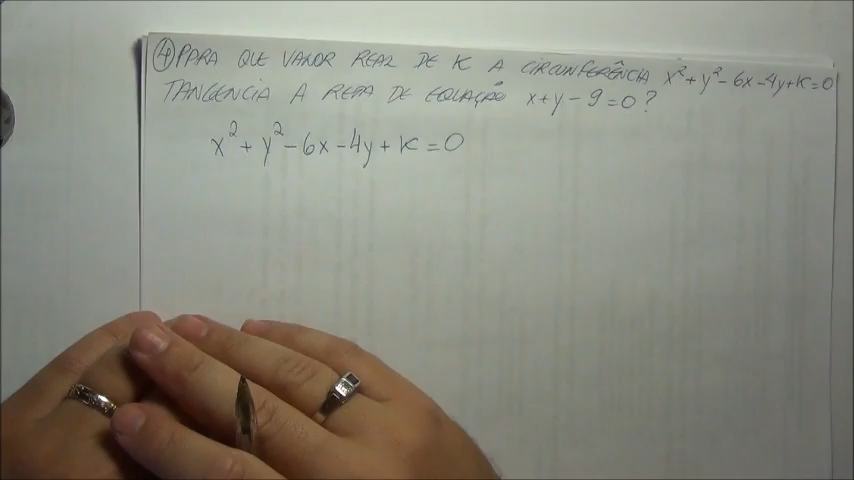 ④ PARA QUE VALOR REAL DE K A CIRCUNFERÊNCIA x²+y²-6x-4y+K=0
TANGENCIA A RETA DE EQUAÇÃO x+y-9=0?
x²+y²-6x-4y+K=0